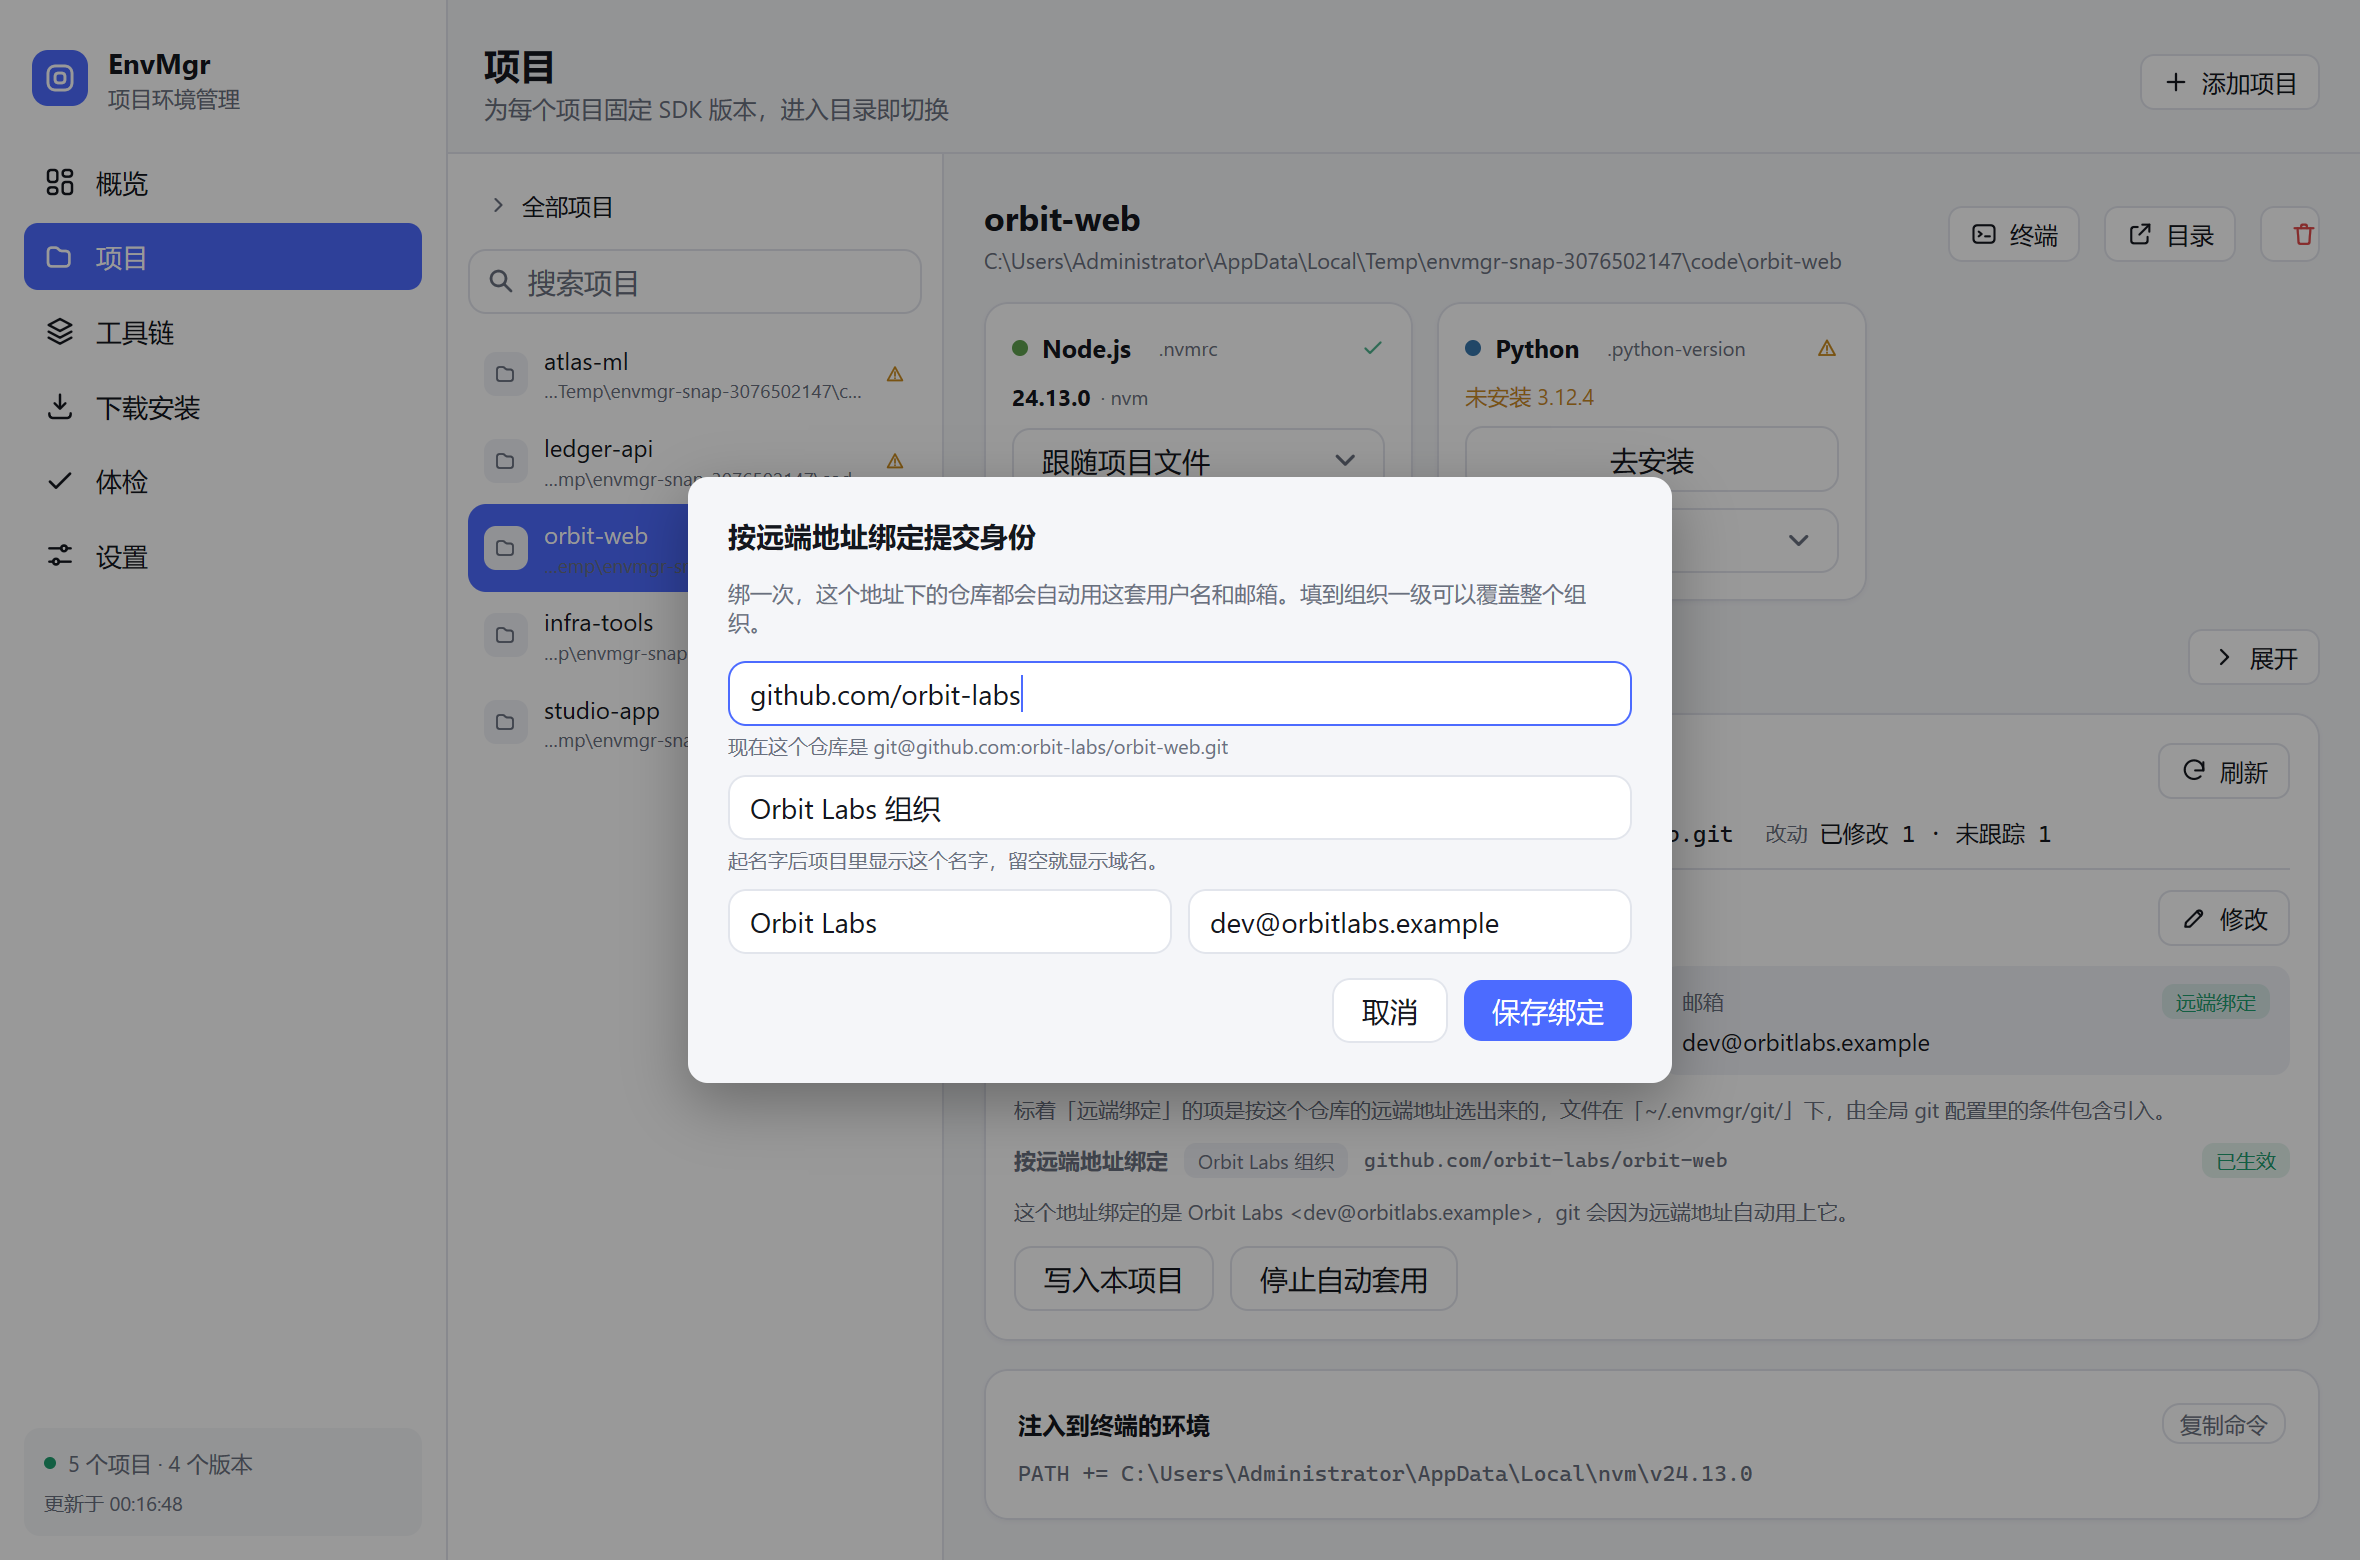 EnvMgr
项目环境管理
概览
项目
工具链
下载安装
体检
设置
5 个项目 · 4 个版本
更新于 00:16:48
项目
为每个项目固定 SDK 版本，进入目录即切换
添加项目
全部项目
搜索项目
atlas-ml
...Temp\envmgr-snap-3076502147\c...
ledger-api
...mp\envmgr-snap-3076502147\cod...
orbit-web
...emp\envmgr-s
infra-tools
...p\envmgr-snap
studio-app
...mp\envmgr-sna
orbit-web
C:\Users\Administrator\AppData\Local\Temp\envmgr-snap-3076502147\code\orbit-web
终端
目录
Node.js .nvmrc
24.13.0 · nvm
跟随项目文件
Python .python-version
未安装 3.12.4
去安装
展开
刷新
.git 改动 已修改 1 · 未跟踪 1
修改
邮箱
远端绑定
dev@orbitlabs.example
按远端地址绑定提交身份
绑一次，这个地址下的仓库都会自动用这套用户名和邮箱。填到组织一级可以覆盖整个组
织。
github.com/orbit-labs
现在这个仓库是 git@github.com:orbit-labs/orbit-web.git
Orbit Labs 组织
起名字后项目里显示这个名字，留空就显示域名。
Orbit Labs
dev@orbitlabs.example
取消
保存绑定
标着「远端绑定」的项是按这个仓库的远端地址选出来的，文件在「~/.envmgr/git/」下，由全局 git 配置里的条件包含引入。
按远端地址绑定 Orbit Labs 组织 github.com/orbit-labs/orbit-web 已生效
这个地址绑定的是 Orbit Labs <dev@orbitlabs.example>，git 会因为远端地址自动用上它。
写入本项目
停止自动套用
注入到终端的环境
复制命令
PATH += C:\Users\Administrator\AppData\Local\nvm\v24.13.0